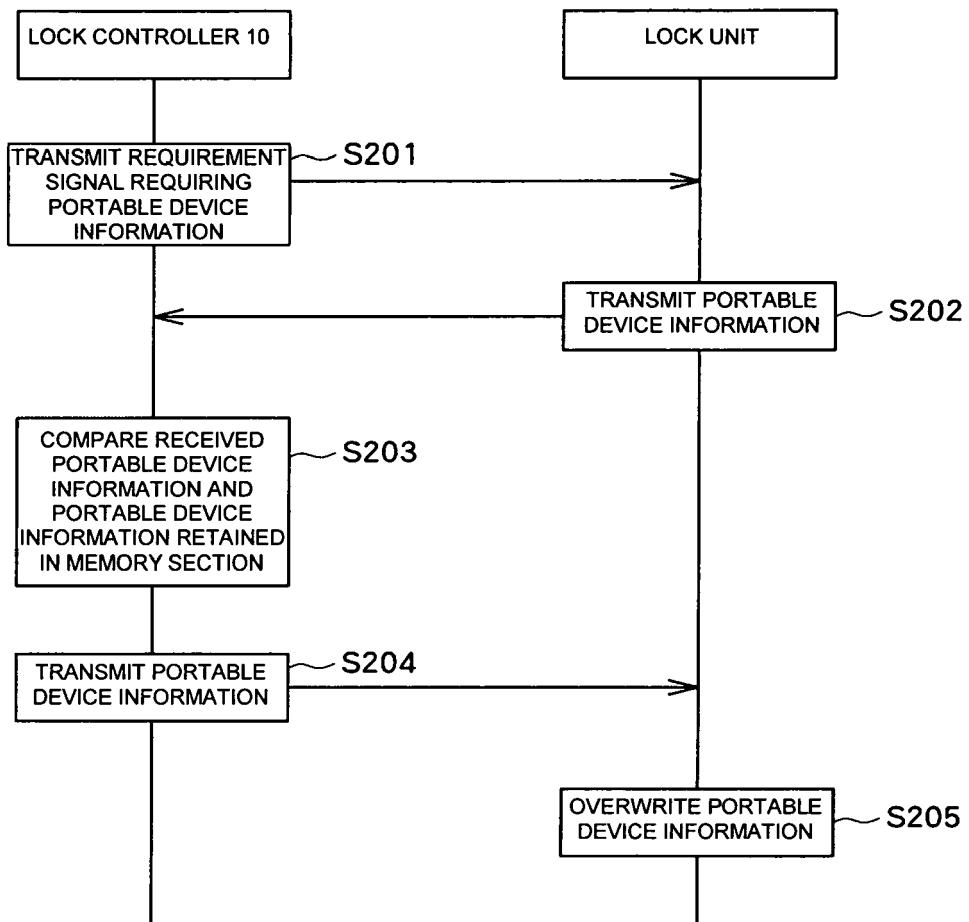 LOCK CONTROLLER 10
LOCK UNIT
TRANSMIT REQUIREMENT
SIGNAL REQUIRING
PORTABLE DEVICE
INFORMATION
S201
TRANSMIT PORTABLE
DEVICE INFORMATION
S202
COMPARE RECEIVED
PORTABLE DEVICE
INFORMATION AND
PORTABLE DEVICE
INFORMATION RETAINED
IN MEMORY SECTION
S203
TRANSMIT PORTABLE
DEVICE INFORMATION
S204
OVERWRITE PORTABLE
DEVICE INFORMATION
S205